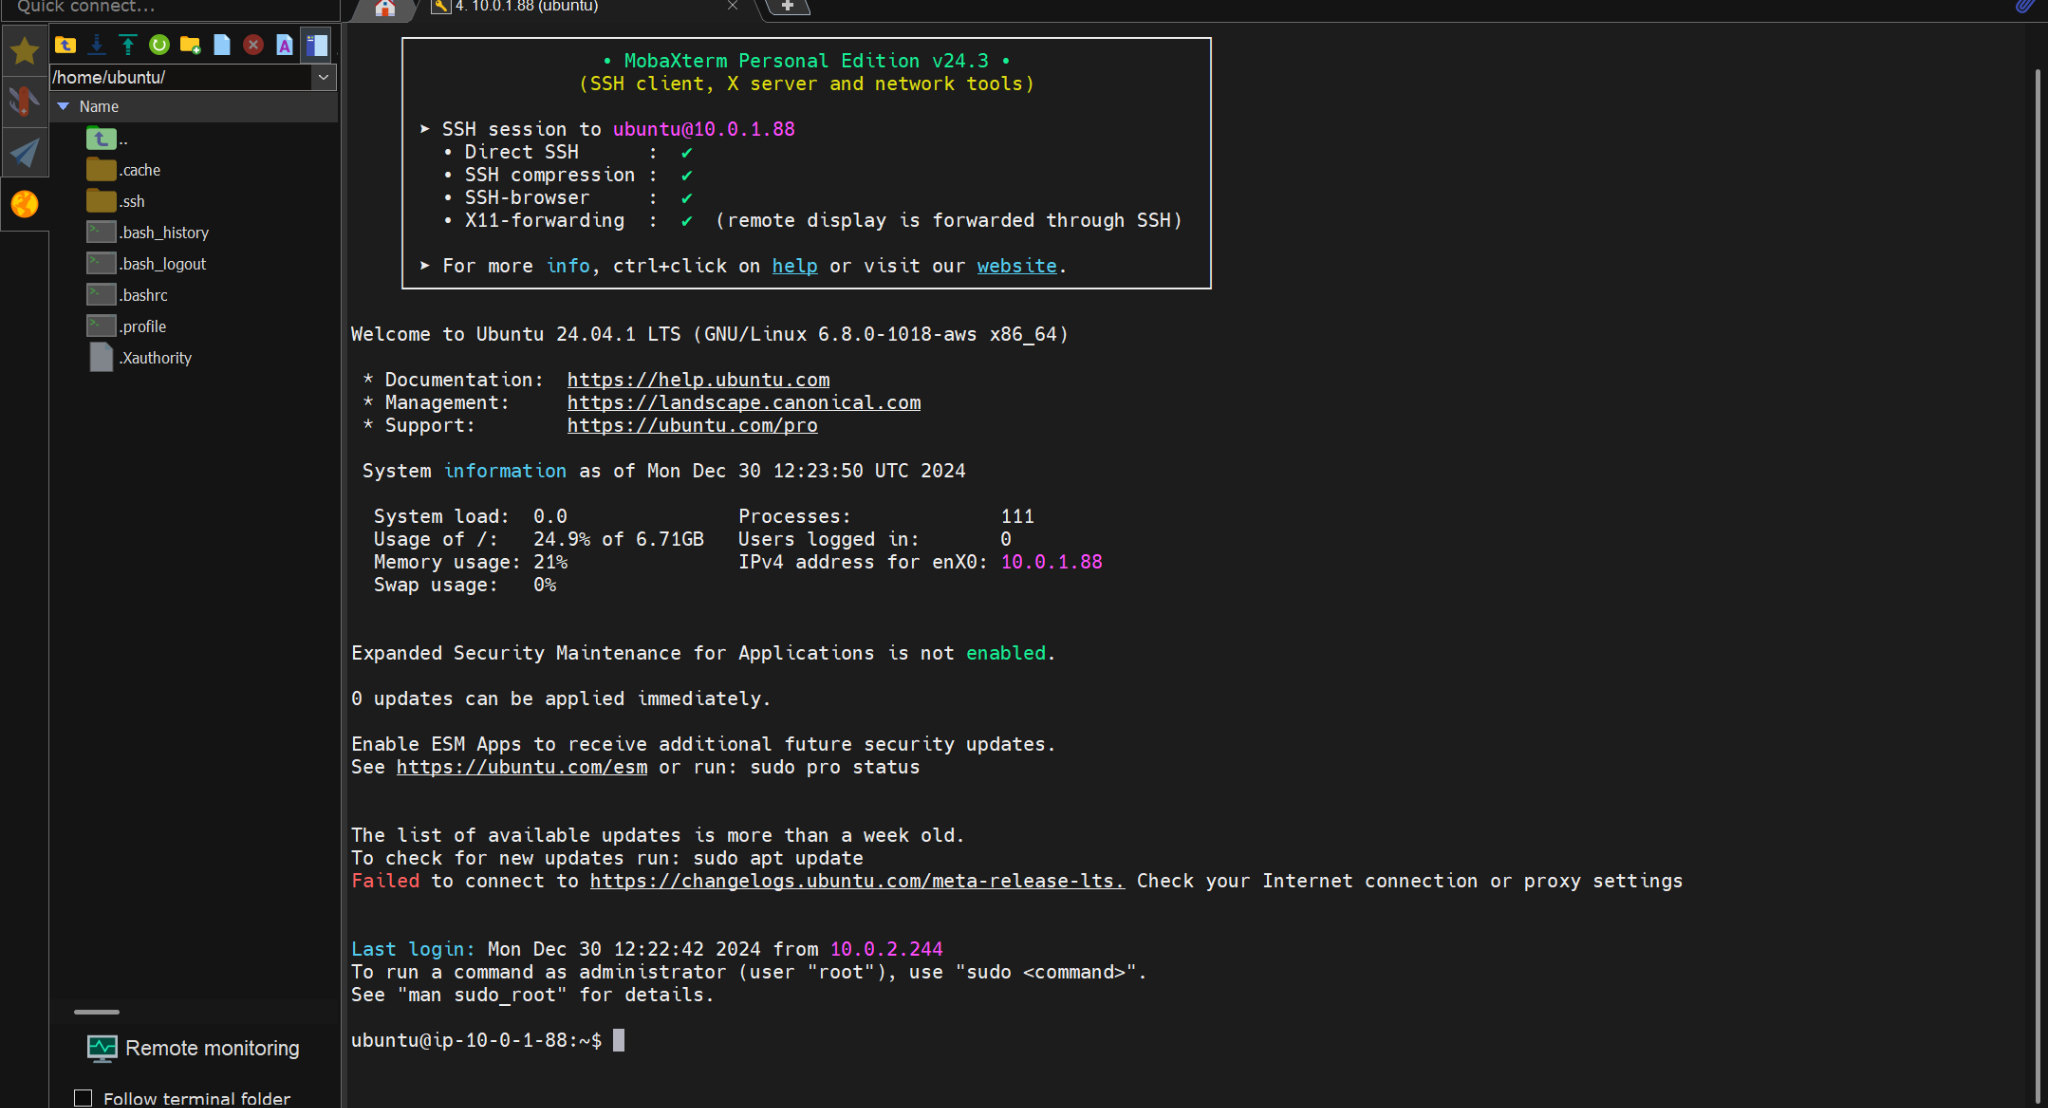 Quick connect...
4. 10.0.1.88 (ubuntu)
/home/ubuntu/
Name
..
.cache
.ssh
.bash_history
.bash_logout
.bashrc
.profile
.Xauthority
Remote monitoring
Follow terminal folder
• MobaXterm Personal Edition v24.3 •
(SSH client, X server and network tools)
➤ SSH session to ubuntu@10.0.1.88
• Direct SSH : ✔
• SSH compression : ✔
• SSH-browser : ✔
• X11-forwarding : ✔ (remote display is forwarded through SSH)
➤ For more info, ctrl+click on help or visit our website.
Welcome to Ubuntu 24.04.1 LTS (GNU/Linux 6.8.0-1018-aws x86_64)
* Documentation: https://help.ubuntu.com
* Management: https://landscape.canonical.com
* Support: https://ubuntu.com/pro
System information as of Mon Dec 30 12:23:50 UTC 2024
System load: 0.0 Processes: 111
Usage of /: 24.9% of 6.71GB Users logged in: 0
Memory usage: 21% IPv4 address for enX0: 10.0.1.88
Swap usage: 0%
Expanded Security Maintenance for Applications is not enabled.
0 updates can be applied immediately.
Enable ESM Apps to receive additional future security updates.
See https://ubuntu.com/esm or run: sudo pro status
The list of available updates is more than a week old.
To check for new updates run: sudo apt update
Failed to connect to https://changelogs.ubuntu.com/meta-release-lts. Check your Internet connection or proxy settings
Last login: Mon Dec 30 12:22:42 2024 from 10.0.2.244
To run a command as administrator (user "root"), use "sudo <command>".
See "man sudo_root" for details.
ubuntu@ip-10-0-1-88:~$